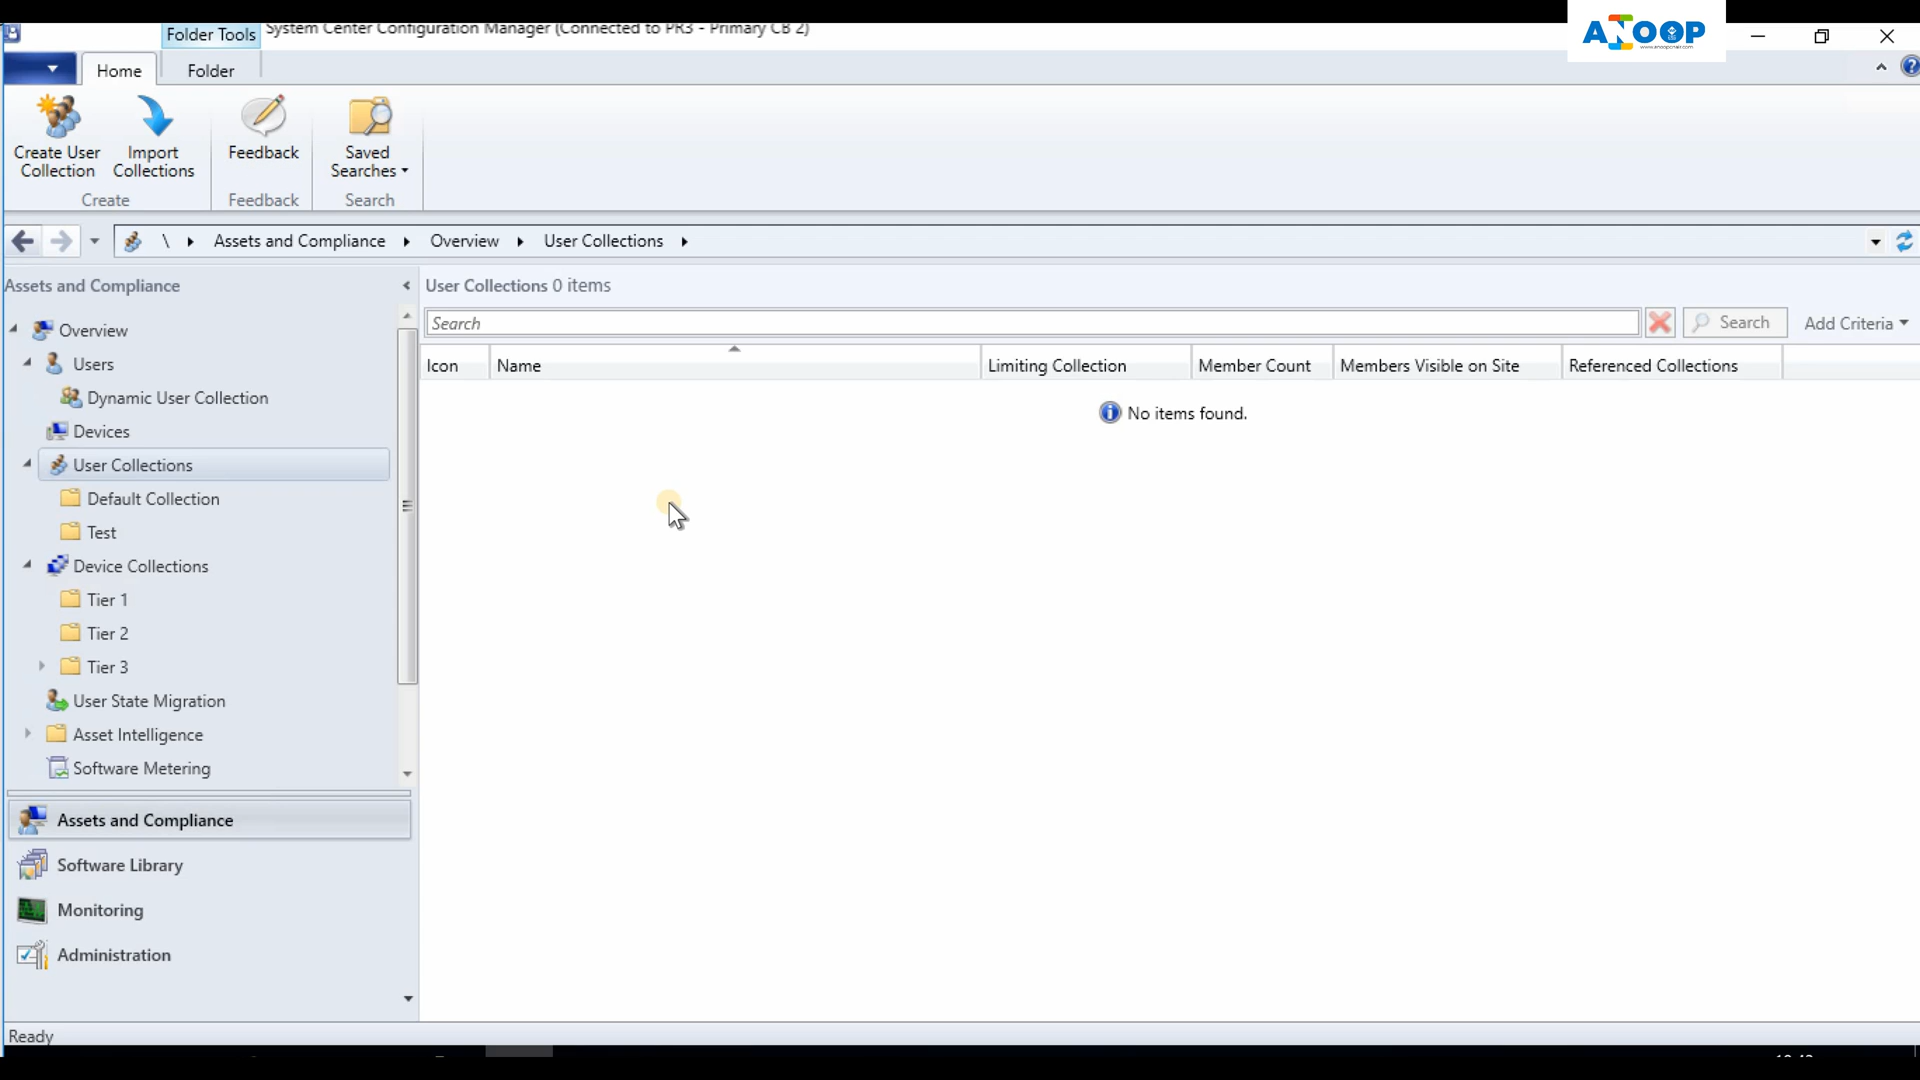 Folder Tools
System Center Configuration Manager (Connected to PR3 - Primary CB 2)
ANOOP
www.anoopcnair.com
Home
Folder
Create User
Collection
Import
Collections
Feedback
Saved
Searches
Create
Feedback
Search
\ Assets and Compliance Overview User Collections
Assets and Compliance
User Collections 0 items
Search
Search
Add Criteria
Icon
Name
Limiting Collection
Member Count
Members Visible on Site
Referenced Collections
No items found.
Overview
Users
Dynamic User Collection
Devices
User Collections
Default Collection
Test
Device Collections
Tier 1
Tier 2
Tier 3
User State Migration
Asset Intelligence
Software Metering
Assets and Compliance
Software Library
Monitoring
Administration
Ready